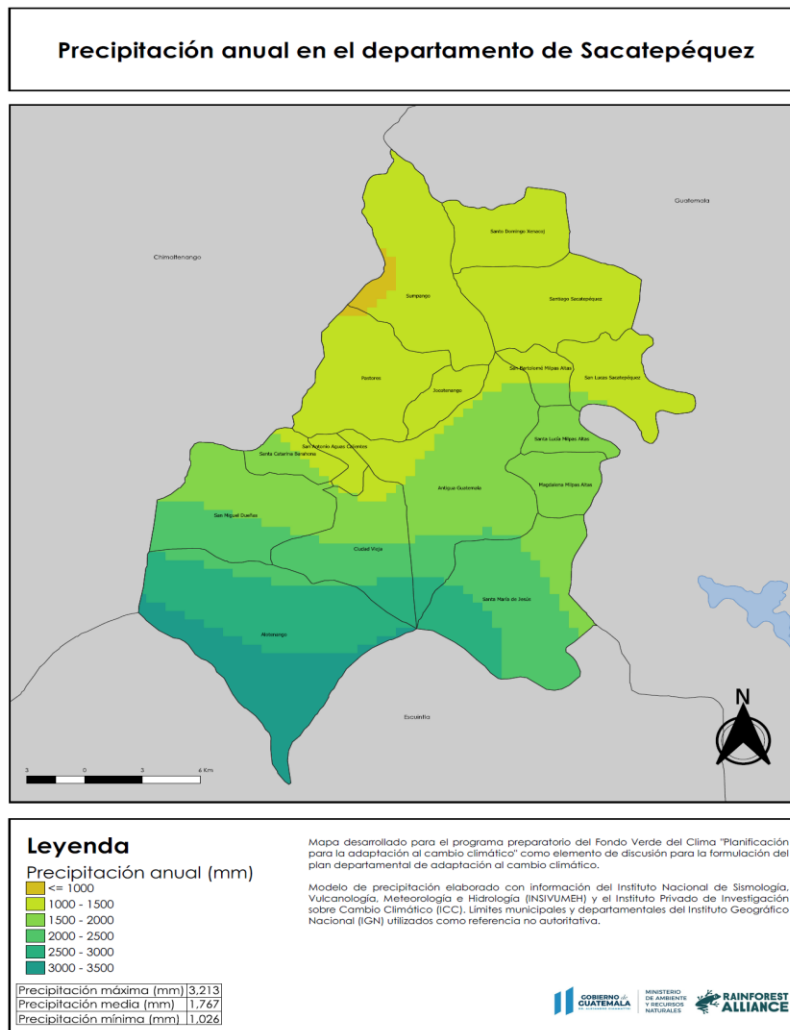 Precipitación anual en el departamento de Sacatepéquez
Guatemala
Santo Domingo Xenacoj
Chimaltenango
Sumpango
Santiago Sacatepéquez
San Bartolomé Milpas Altas
Pastores
San Lucas Sacatepéquez
Jocotenango
Santa Lucía Milpas Altas
San Antonio Aguas Calientes
Santa Catarina Barahona
Antigua Guatemala
Magdalena Milpas Altas
San Miguel Dueñas
Ciudad Vieja
Santa María de Jesús
Alotenango
Escuintla
N
3 0 3 6 Km
Leyenda
Precipitación anual (mm)
<= 1000
1000 - 1500
1500 - 2000
2000 - 2500
2500 - 3000
3000 - 3500
Precipitación máxima (mm) 3,213
Precipitación media (mm) 1,767
Precipitación mínima (mm) 1,026
Mapa desarrollado para el programa preparatorio del Fondo Verde del Clima "Planificación
para la adaptación al cambio climático" como elemento de discusión para la formulación del
plan departamental de adaptación al cambio climático.
Modelo de precipitación elaborado con información del Instituto Nacional de Sismología,
Vulcanología, Meteorología e Hidrología (INSIVUMEH) y el Instituto Privado de Investigación
sobre Cambio Climático (ICC). Límites municipales y departamentales del Instituto Geográfico
Nacional (IGN) utilizados como referencia no autoritativa.
GOBIERNO de
GUATEMALA
MINISTERIO
DE AMBIENTE
Y RECURSOS
NATURALES
RAINFOREST
ALLIANCE